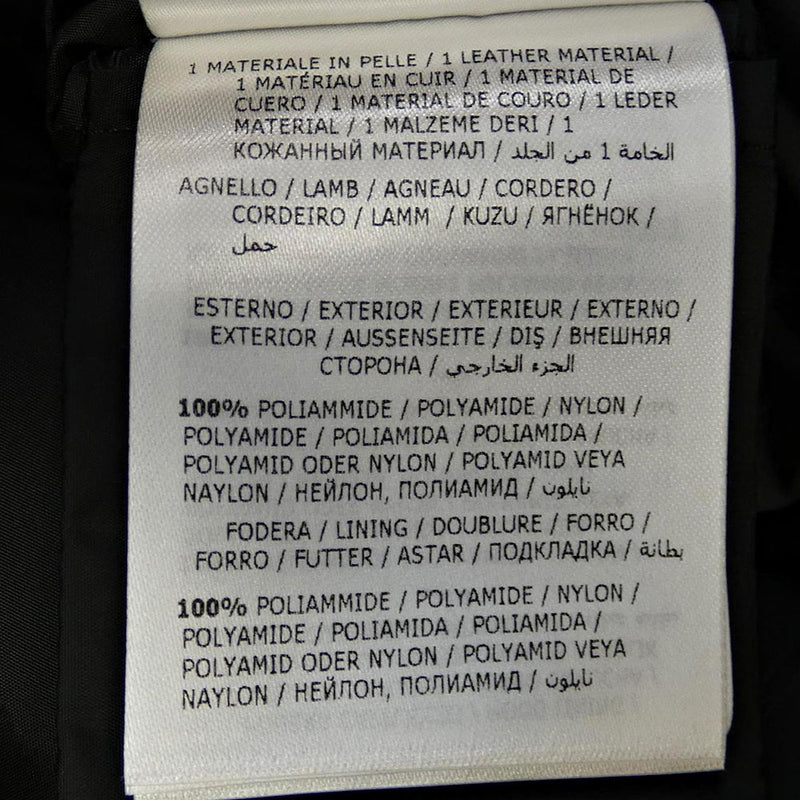 1 MATERIALE IN PELLE / 1 LEATHER MATERIAL /
1 MATÉRIAU EN CUIR / 1 MATERIAL DE
CUERO / 1 MATERIAL DE COURO / 1 LEDER
MATERIAL / 1 MALZEME DERI / 1
КОЖАННЫЙ МАТЕРИАЛ / الخامة 1 من الجلد
AGNELLO / LAMB / AGNEAU / CORDERO /
CORDEIRO / LAMM / KUZU / ЯГНЁНОК /
حمل
ESTERNO / EXTERIOR / EXTERIEUR / EXTERNO /
EXTERIOR / AUSSENSEITE / DIŞ / ВНЕШНЯЯ
СТОРОНА / الجزء الخارجي
100% POLIAMMIDE / POLYAMIDE / NYLON /
POLYAMIDE / POLIAMIDA / POLIAMIDA /
POLYAMID ODER NYLON / POLYAMID VEYA
NAYLON / НЕЙЛОН, ПОЛИАМИД / نايلون
FODERA / LINING / DOUBLURE / FORRO /
FORRO / FUTTER / ASTAR / ПОДКЛАДКА / بطانة
100% POLIAMMIDE / POLYAMIDE / NYLON /
POLYAMIDE / POLIAMIDA / POLIAMIDA /
POLYAMID ODER NYLON / POLYAMID VEYA
NAYLON / НЕЙЛОН, ПОЛИАМИД / نايلون